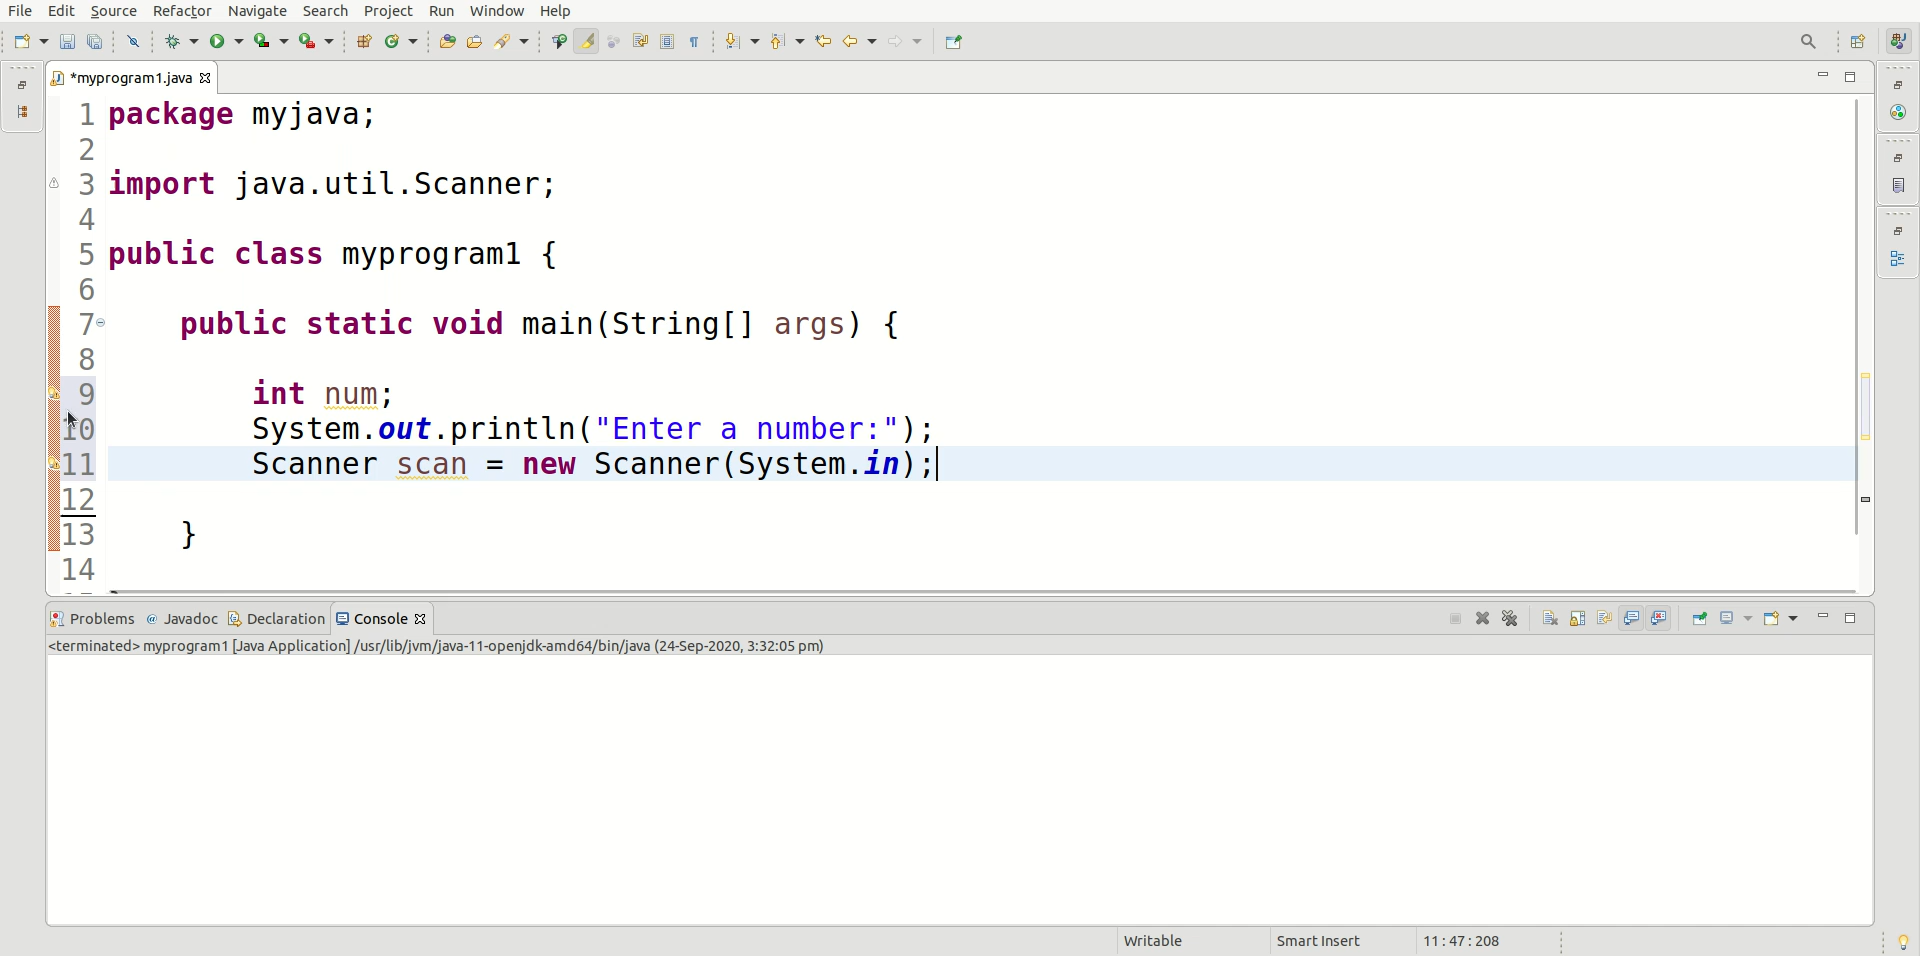 File Edit Source Refactor Navigate Search Project Run Window Help
*myprogram1.java
1 package myjava;
2
3 import java.util.Scanner;
4
5 public class myprogram1 {
6
7 public static void main(String[] args) {
8
9 int num;
10 System.out.println("Enter a number:");
11 Scanner scan = new Scanner(System.in);
12
13 }
14
Problems Javadoc Declaration Console
<terminated> myprogram1 [Java Application] /usr/lib/jvm/java-11-openjdk-amd64/bin/java (24-Sep-2020, 3:32:05 pm)
Writable Smart Insert 11:47:208